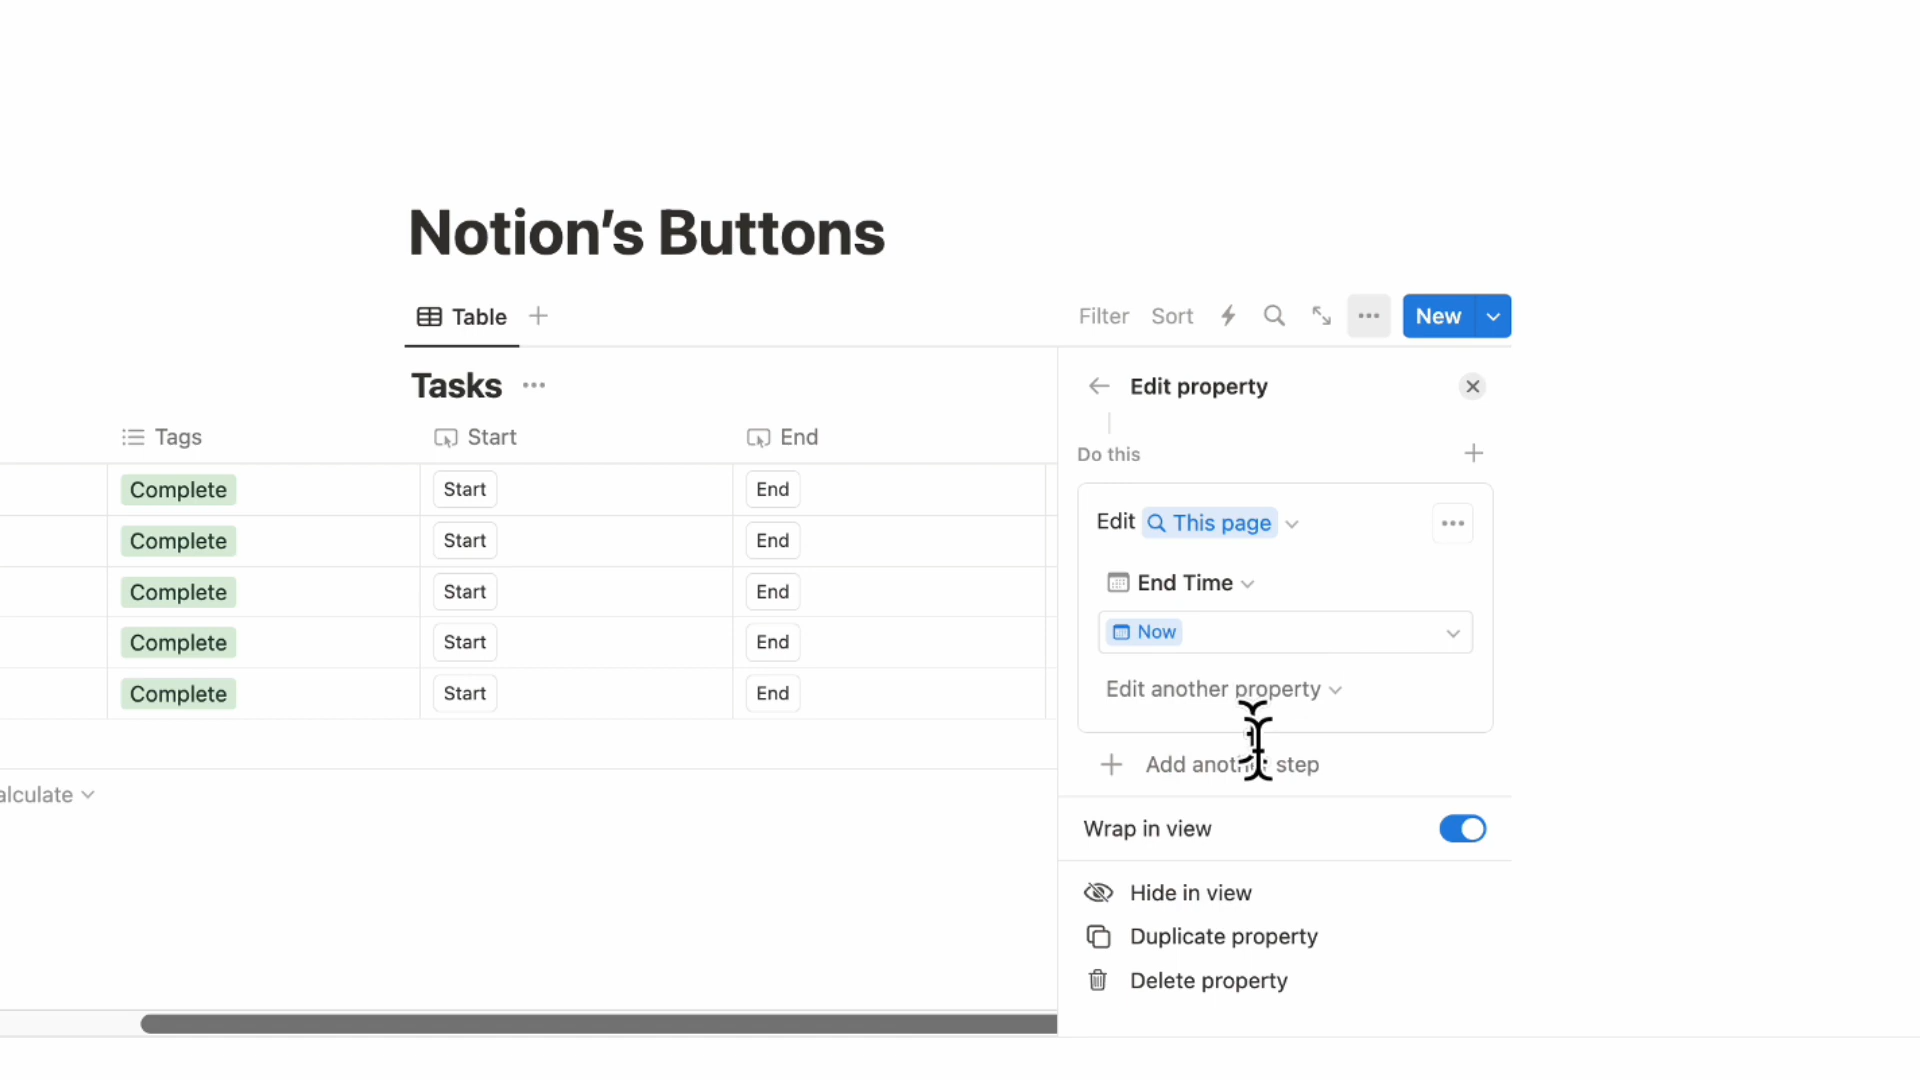 Notion’s Buttons
Table
Filter Sort New
Tasks
Tags Start End
Complete Start End
Complete Start End
Complete Start End
Complete Start End
Complete Start End
alculate
Edit property
Do this
Edit This page
End Time
Now
Edit another property
Add another step
Wrap in view
Hide in view
Duplicate property
Delete property